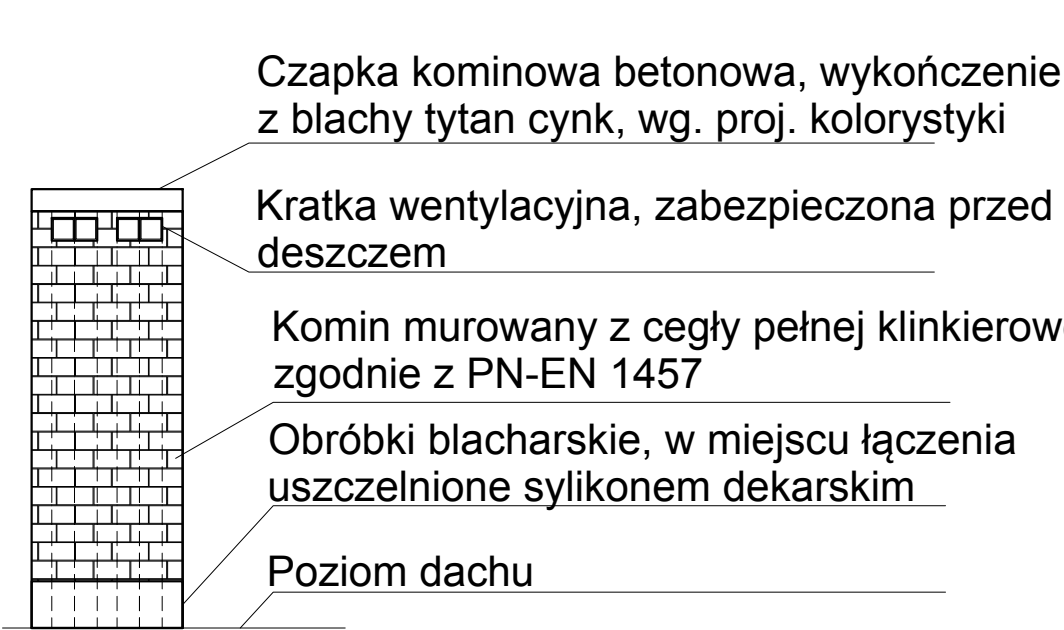 Czapka kominowa betonowa, wykończenie
z blachy tytan cynk, wg. proj. kolorystyki
Kratka wentylacyjna, zabezpieczona przed
deszczem
Komin murowany z cegły pełnej klinkierow
zgodnie z PN-EN 1457
Obróbki blacharskie, w miejscu łączenia
uszczelnione sylikonem dekarskim
Poziom dachu